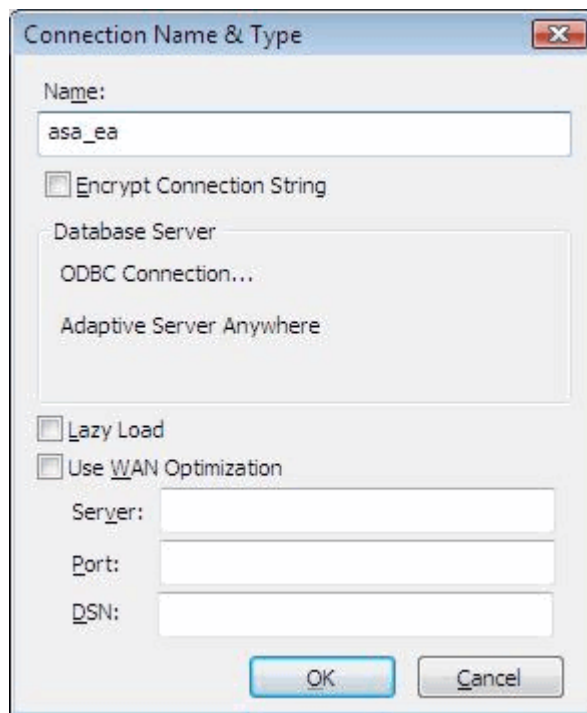 Connection Name & Type
Name:
asa_ea
Encrypt Connection String
Database Server
ODBC Connection...
Adaptive Server Anywhere
Lazy Load
Use WAN Optimization
Server:
Port:
DSN:
OK Cancel